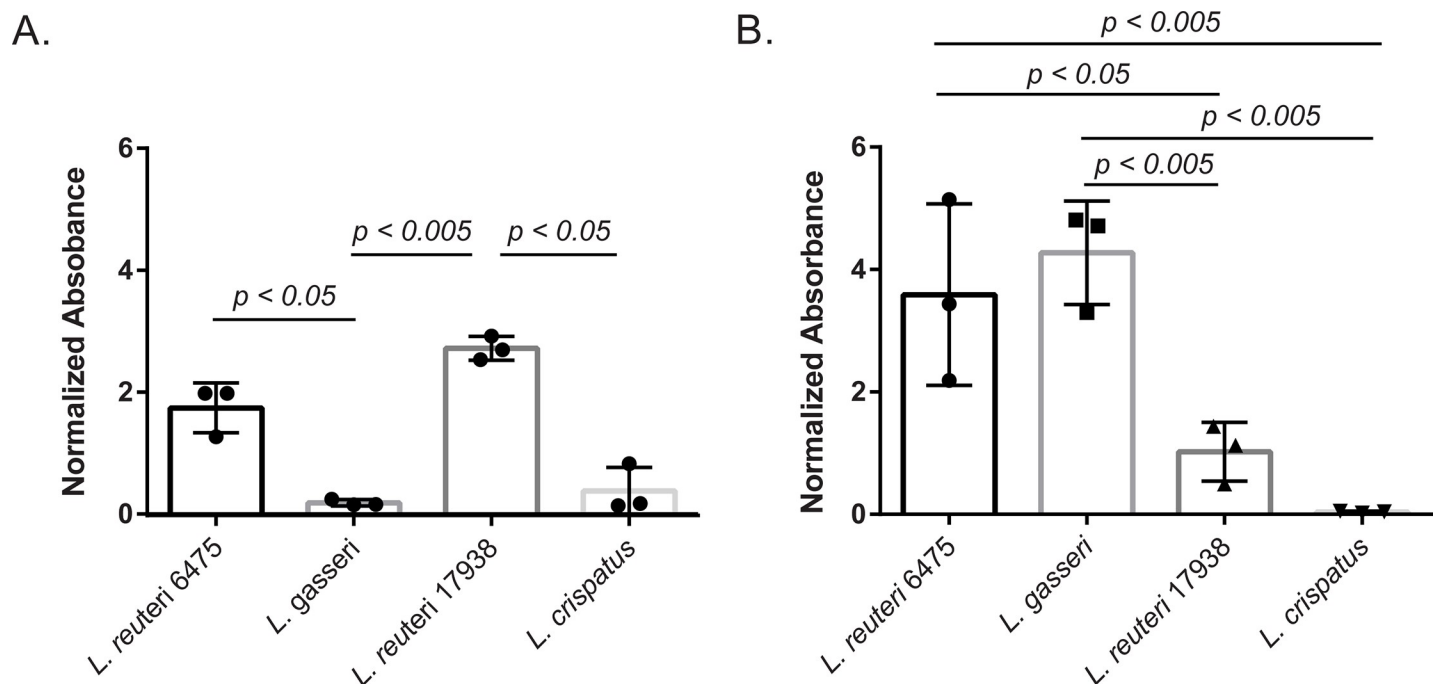 A.
Normalized Absobance
6
4
2
0
p < 0.05
p < 0.005
p < 0.05
L. reuteri 6475
L. gasseri
L. reuteri 17938
L. crispatus
B.
Normalized Absorbance
6
4
2
0
p < 0.005
p < 0.05
p < 0.005
p < 0.005
L. reuteri 6475
L. gasseri
L. reuteri 17938
L. crispatus